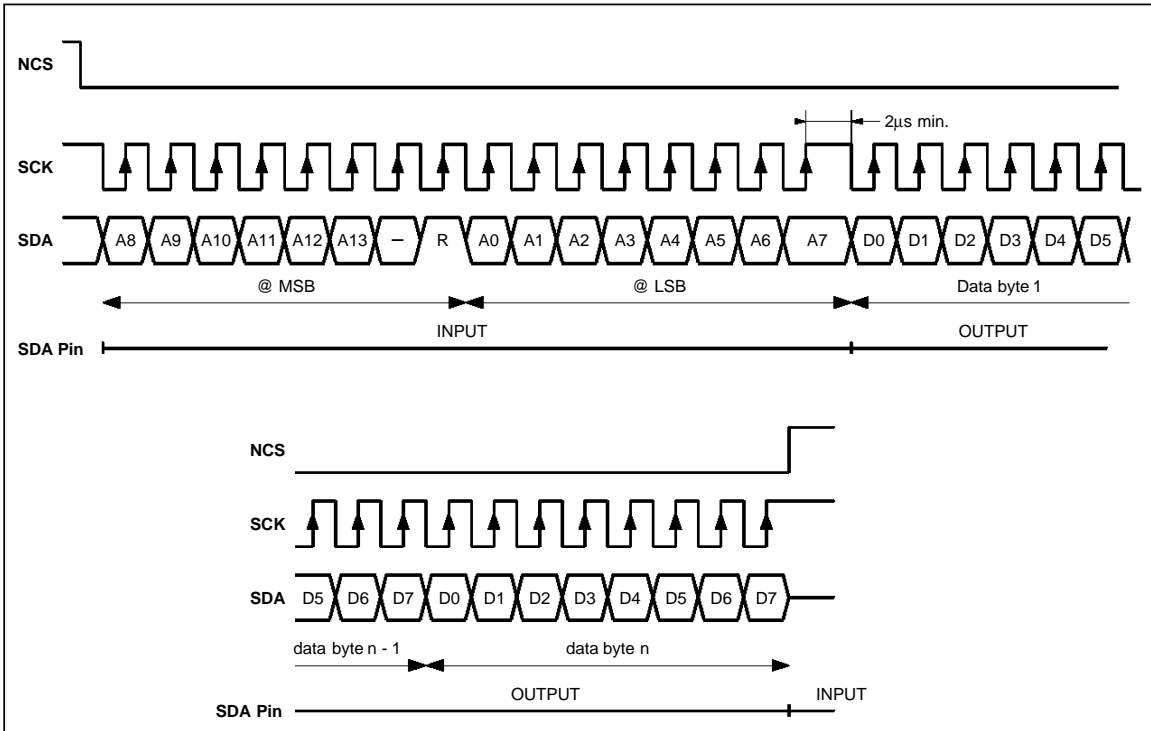 NCS
2µs min.
SCK
SDA A8 A9 A10 A11 A12 A13 – R A0 A1 A2 A3 A4 A5 A6 A7 D0 D1 D2 D3 D4 D5
@ MSB @ LSB Data byte 1
INPUT OUTPUT
SDA Pin
NCS
SCK
SDA D5 D6 D7 D0 D1 D2 D3 D4 D5 D6 D7
data byte n - 1 data byte n
OUTPUT INPUT
SDA Pin